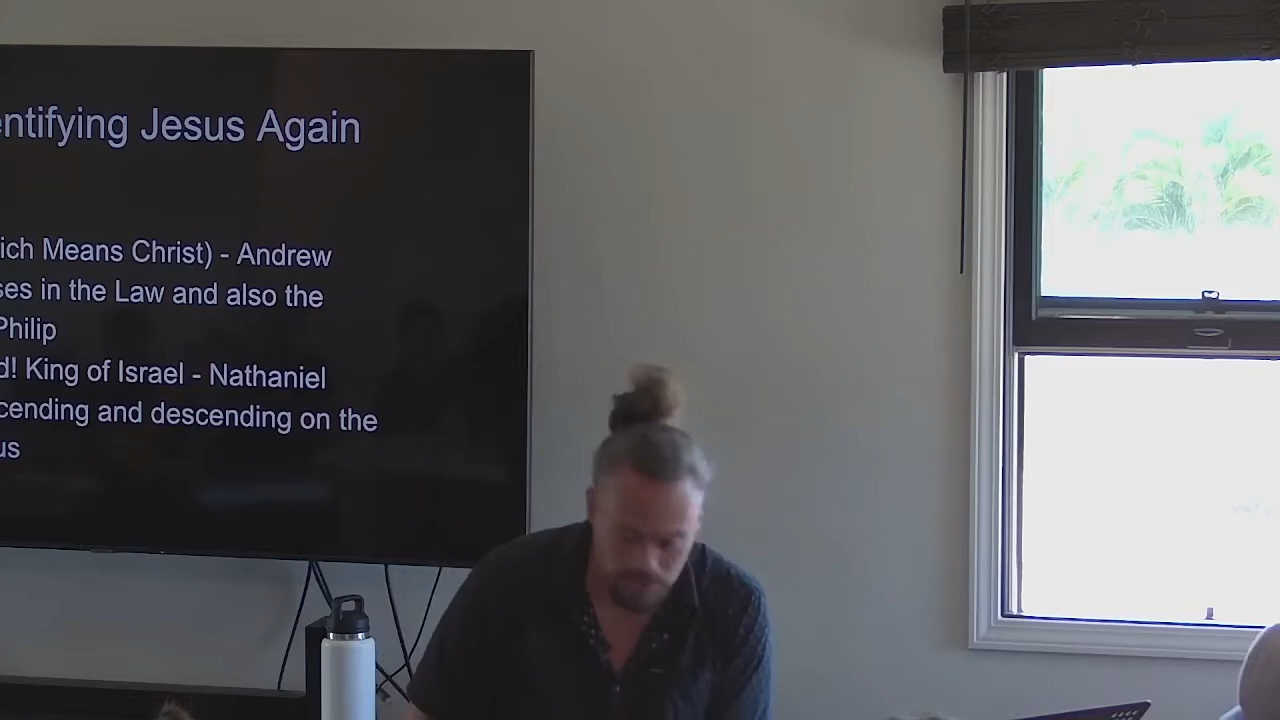 entifying Jesus Again
ich Means Christ) - Andrew
ses in the Law and also the
Philip
d! King of Israel - Nathaniel
cending and descending on the
us